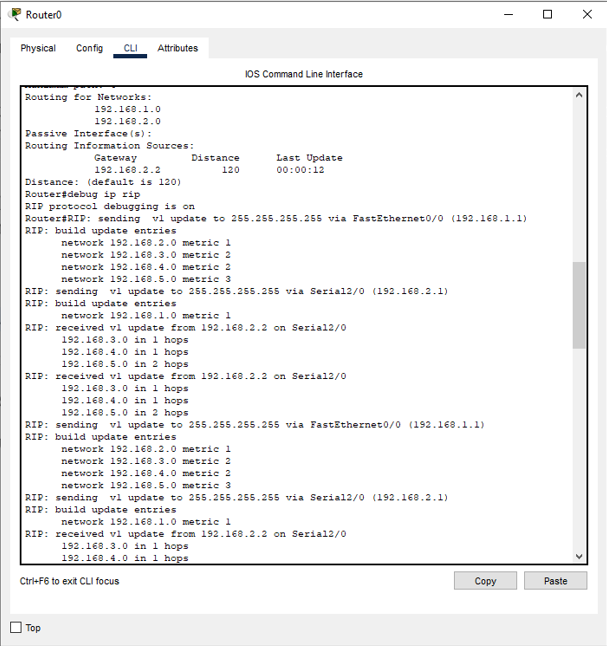 Router0
Physical Config CLI Attributes
IOS Command Line Interface
Routing for Networks:
192.168.1.0
192.168.2.0
Passive Interface(s):
Routing Information Sources:
Gateway Distance Last Update
192.168.2.2 120 00:00:12
Distance: (default is 120)
Router#debug ip rip
RIP protocol debugging is on
Router#RIP: sending v1 update to 255.255.255.255 via FastEthernet0/0 (192.168.1.1)
RIP: build update entries
network 192.168.2.0 metric 1
network 192.168.3.0 metric 2
network 192.168.4.0 metric 2
network 192.168.5.0 metric 3
RIP: sending v1 update to 255.255.255.255 via Serial2/0 (192.168.2.1)
RIP: build update entries
network 192.168.1.0 metric 1
RIP: received v1 update from 192.168.2.2 on Serial2/0
192.168.3.0 in 1 hops
192.168.4.0 in 1 hops
192.168.5.0 in 2 hops
RIP: received v1 update from 192.168.2.2 on Serial2/0
192.168.3.0 in 1 hops
192.168.4.0 in 1 hops
192.168.5.0 in 2 hops
RIP: sending v1 update to 255.255.255.255 via FastEthernet0/0 (192.168.1.1)
RIP: build update entries
network 192.168.2.0 metric 1
network 192.168.3.0 metric 2
network 192.168.4.0 metric 2
network 192.168.5.0 metric 3
RIP: sending v1 update to 255.255.255.255 via Serial2/0 (192.168.2.1)
RIP: build update entries
network 192.168.1.0 metric 1
RIP: received v1 update from 192.168.2.2 on Serial2/0
192.168.3.0 in 1 hops
192.168.4.0 in 1 hops
Ctrl+F6 to exit CLI focus
Copy Paste
Top